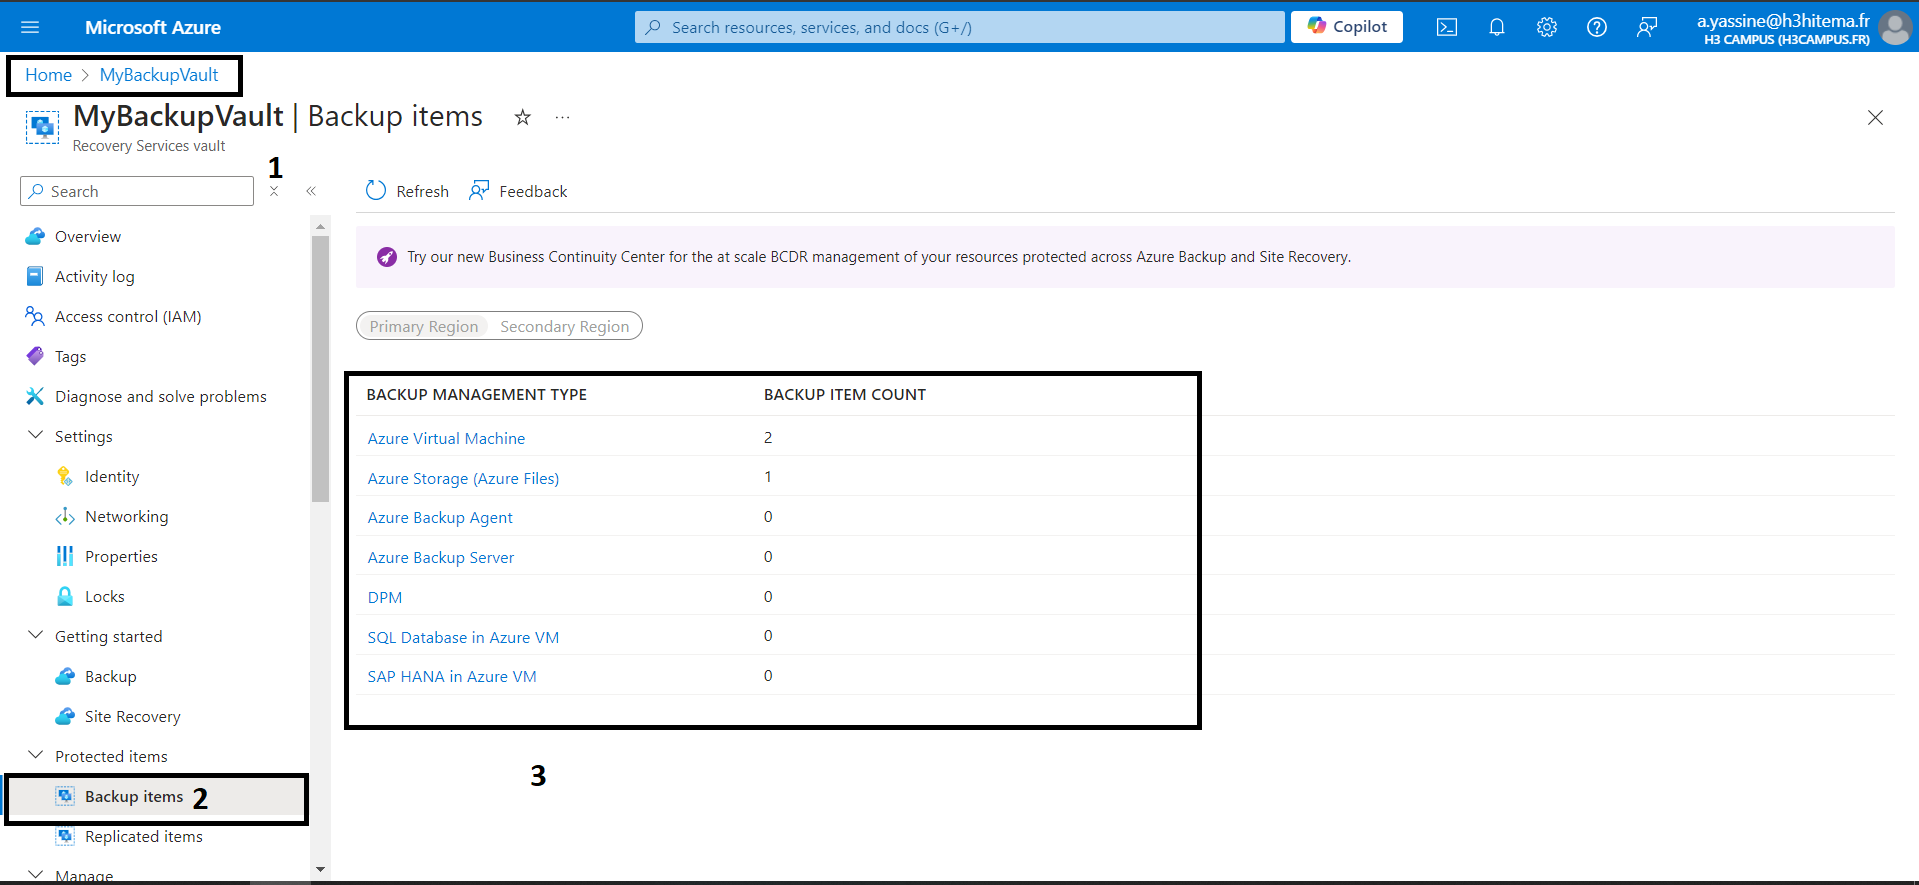 Microsoft Azure
Search resources, services, and docs (G+/)
Copilot
a.yassine@h3hitema.fr
H3 CAMPUS (H3CAMPUS.FR)
Home > MyBackupVault
MyBackupVault | Backup items
Recovery Services vault
1
Search
Refresh
Feedback
Overview
Activity log
Access control (IAM)
Tags
Diagnose and solve problems
Settings
Identity
Networking
Properties
Locks
Getting started
Backup
Site Recovery
Protected items
Backup items 2
Replicated items
Manage
Try our new Business Continuity Center for the at scale BCDR management of your resources protected across Azure Backup and Site Recovery.
Primary Region Secondary Region
BACKUP MANAGEMENT TYPE BACKUP ITEM COUNT
Azure Virtual Machine 2
Azure Storage (Azure Files) 1
Azure Backup Agent 0
Azure Backup Server 0
DPM 0
SQL Database in Azure VM 0
SAP HANA in Azure VM 0
3